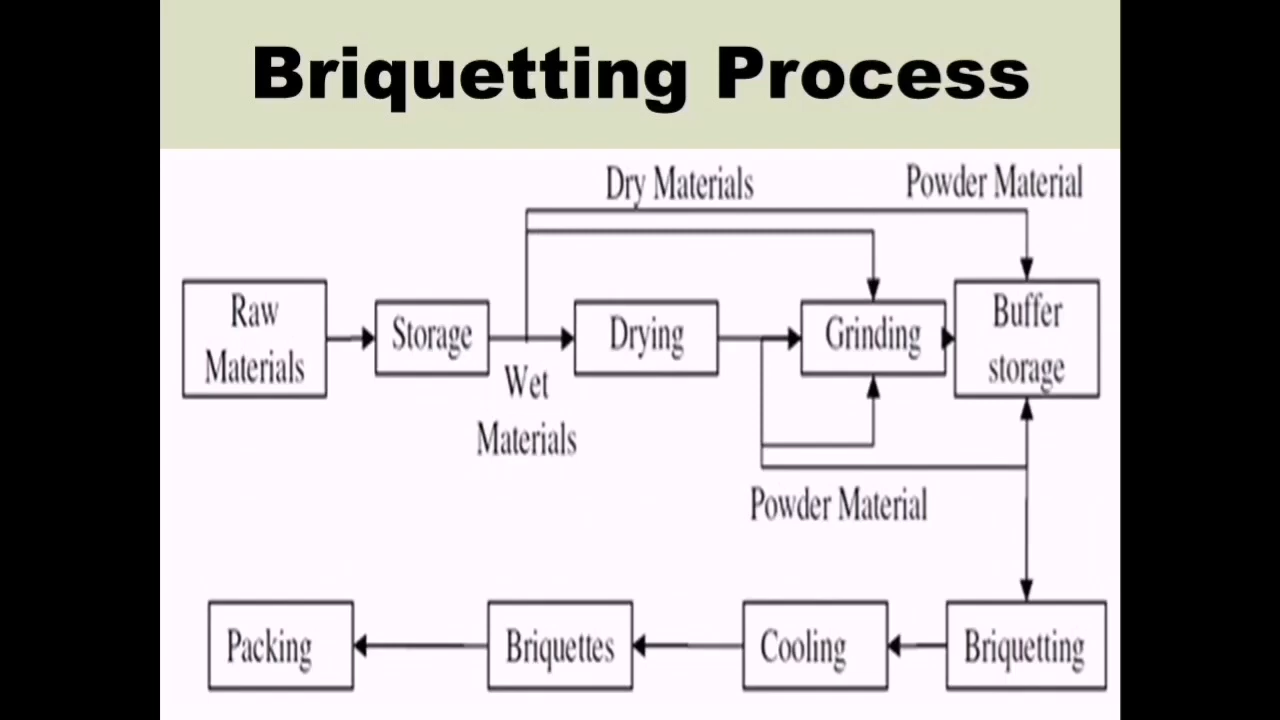 Briquetting Process
Dry Materials
Powder Material
Raw
Materials
Storage
Wet
Materials
Drying
Grinding
Buffer
storage
Powder Material
Packing
Briquettes
Cooling
Briquetting